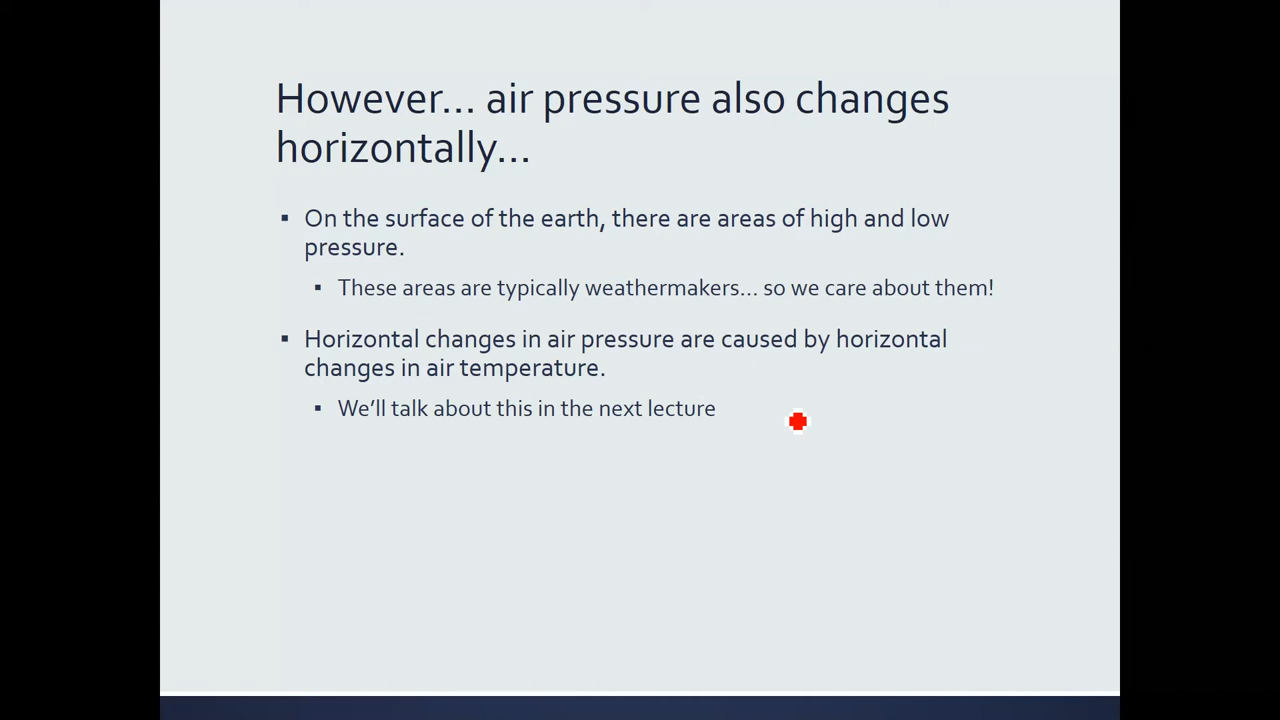 However... air pressure also changes
horizontally...
▪ On the surface of the earth, there are areas of high and low
pressure.
▪ These areas are typically weathermakers... so we care about them!
▪ Horizontal changes in air pressure are caused by horizontal
changes in air temperature.
▪ We’ll talk about this in the next lecture